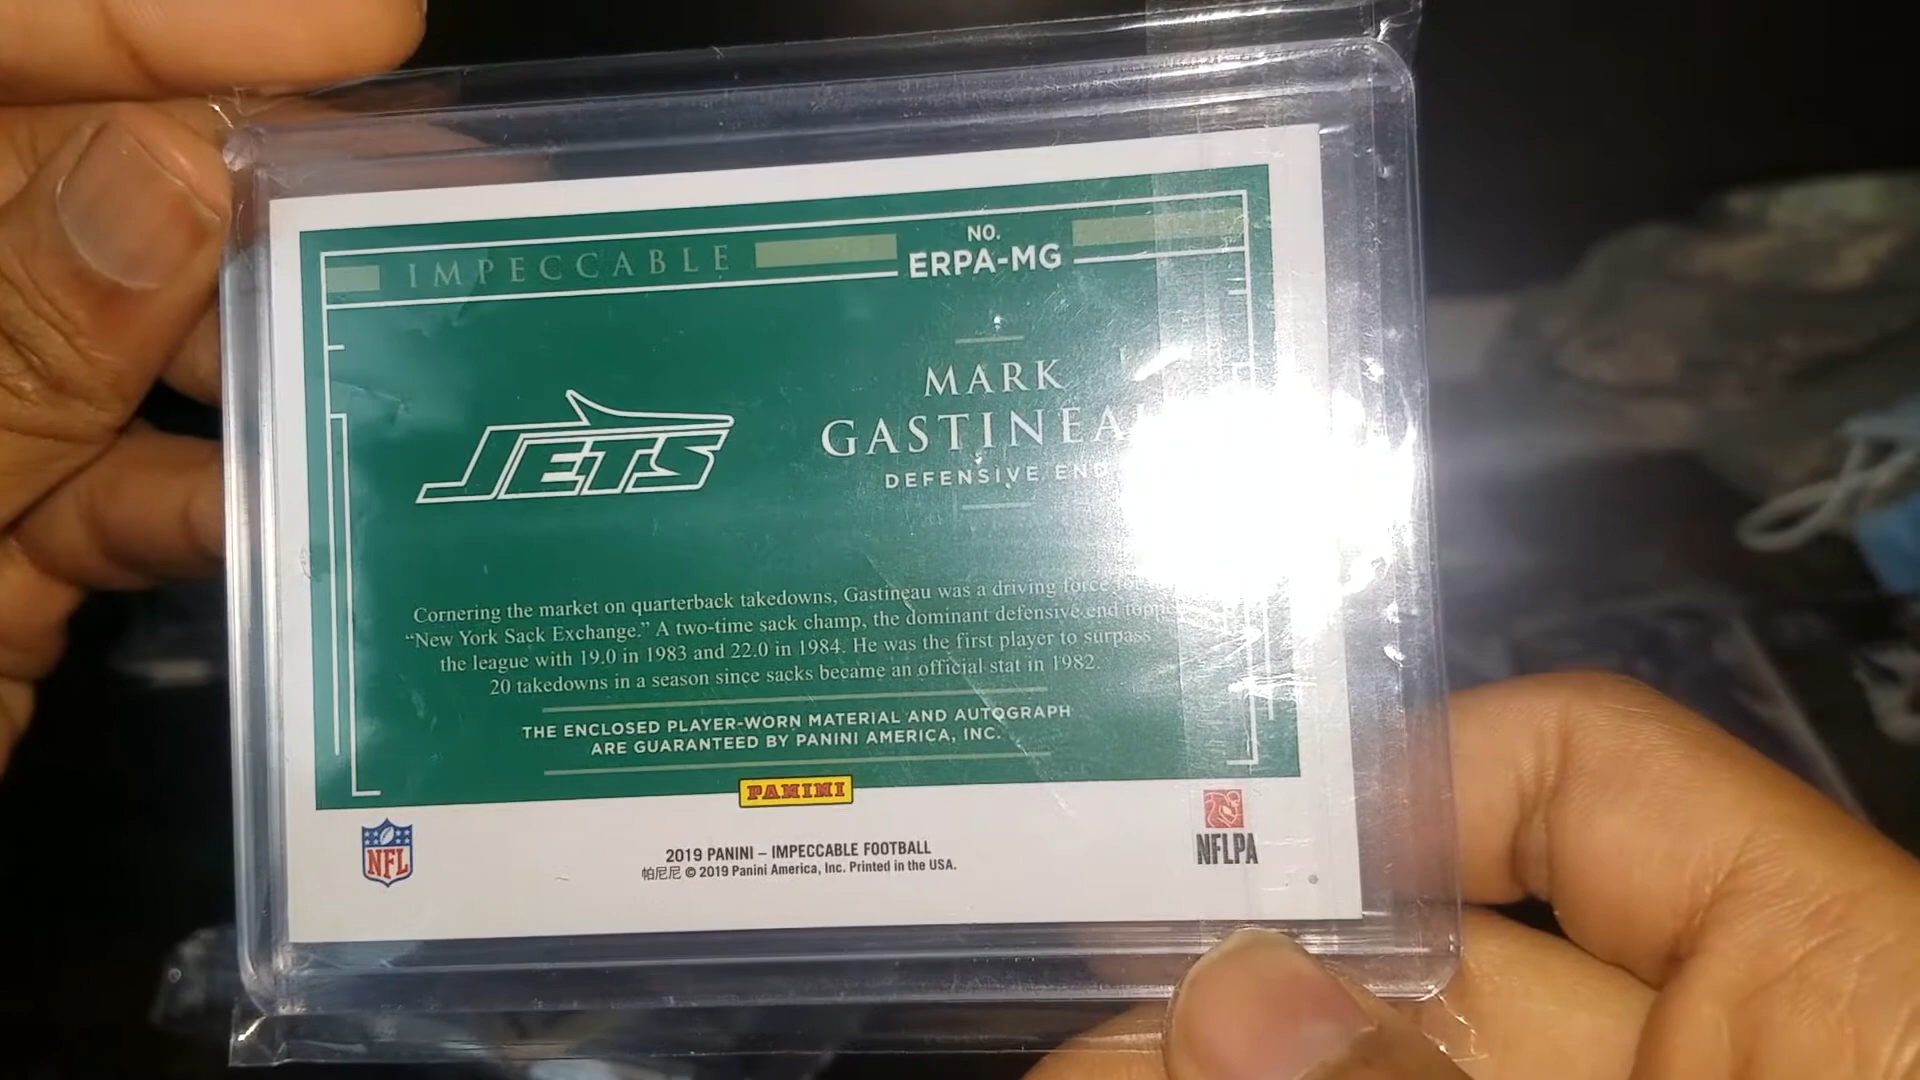 IMPECCABLE
NO.
ERPA-MG
JETS
MARK
GASTINEA
DEFENSIVE END
Cornering the market on quarterback takedowns, Gastineau was a driving force
“New York Sack Exchange.” A two-time sack champ, the dominant defensive end
the league with 19.0 in 1983 and 22.0 in 1984. He was the first player to surpass
20 takedowns in a season since sacks became an official stat in 1982.
THE ENCLOSED PLAYER-WORN MATERIAL AND AUTOGRAPH
ARE GUARANTEED BY PANINI AMERICA, INC.
PANINI
NFL
2019 PANINI – IMPECCABLE FOOTBALL
帕尼尼 © 2019 Panini America, Inc. Printed in the USA.
NFLPA